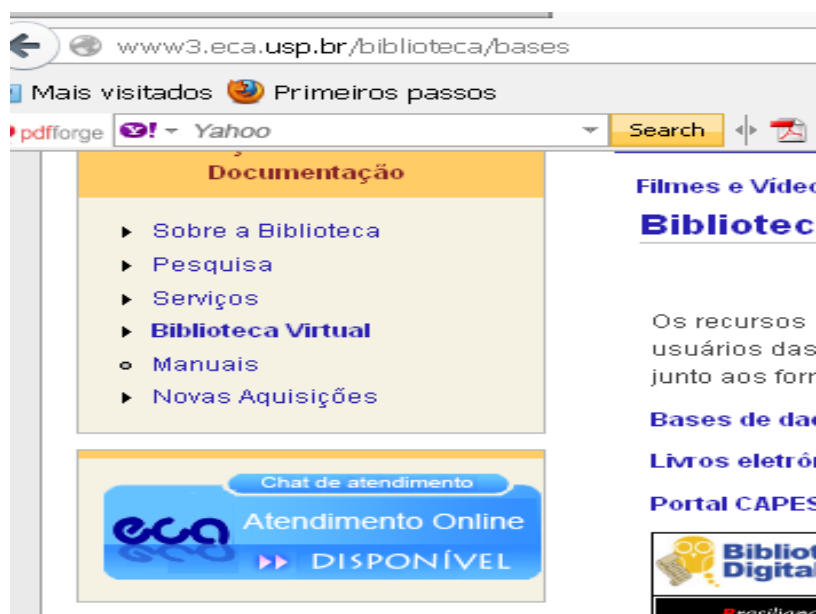 www3.eca.usp.br/biblioteca/bases
Mais visitados Primeiros passos
pdfforge Y! Yahoo Search
Documentação
Sobre a Biblioteca
Pesquisa
Serviços
Biblioteca Virtual
Manuais
Novas Aquisições
Chat de atendimento
eca Atendimento Online
DISPONÍVEL
Filmes e Víde
Bibliotec
Os recursos
usuários das
junto aos for
Bases de da
Livros eletrô
Portal CAPES
Bibliot
Digital